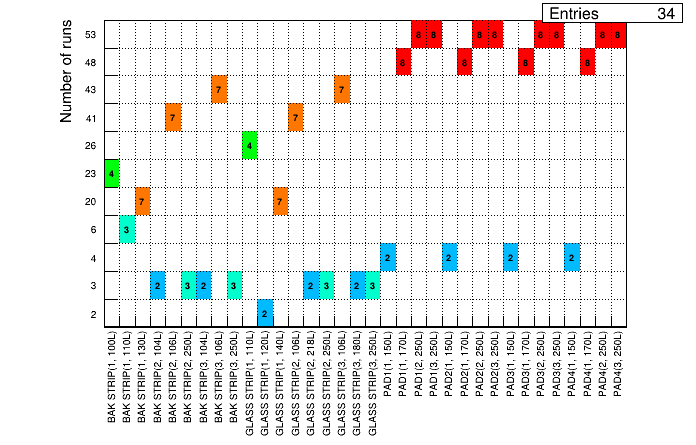 Entries 34
Number of runs
53 8 8 8 8 8 8 8 8
48 8 8 8 8
43 7 7
41 7 7
26 4
23 4
20 7 7
6 3
4 2 2 2 2
3 2 3 2 3 2 3 2 3
2 2
BAK STRIP(1, 100L)
BAK STRIP(1, 110L)
BAK STRIP(1, 130L)
BAK STRIP(2, 104L)
BAK STRIP(2, 106L)
BAK STRIP(2, 250L)
BAK STRIP(3, 104L)
BAK STRIP(3, 106L)
BAK STRIP(3, 250L)
GLASS STRIP(1, 110L)
GLASS STRIP(1, 120L)
GLASS STRIP(1, 140L)
GLASS STRIP(2, 106L)
GLASS STRIP(2, 218L)
GLASS STRIP(2, 250L)
GLASS STRIP(3, 106L)
GLASS STRIP(3, 180L)
GLASS STRIP(3, 250L)
PAD1(1, 150L)
PAD1(1, 170L)
PAD1(2, 250L)
PAD1(3, 250L)
PAD2(1, 150L)
PAD2(1, 170L)
PAD2(2, 250L)
PAD2(3, 250L)
PAD3(1, 150L)
PAD3(1, 170L)
PAD3(2, 250L)
PAD3(3, 250L)
PAD4(1, 150L)
PAD4(1, 170L)
PAD4(2, 250L)
PAD4(3, 250L)